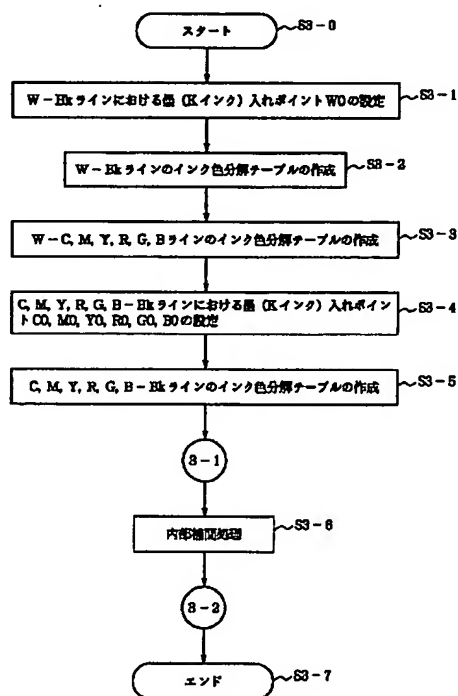 スタート
S3-0
W-Bkラインにおける墨(Kインク)入れポイントW0の設定
S3-1
W-Bkラインのインク色分解テーブルの作成
S3-2
W-C, M, Y, R, G, Bラインのインク色分解テーブルの作成
S3-3
C, M, Y, R, G, B-Bkラインにおける墨(Kインク)入れポイン
トC0, M0, Y0, R0, G0, B0の設定
S3-4
C, M, Y, R, G, B-Bkラインのインク色分解テーブルの作成
S3-5
3-1
内部補間処理
S3-6
3-2
エンド
S3-7